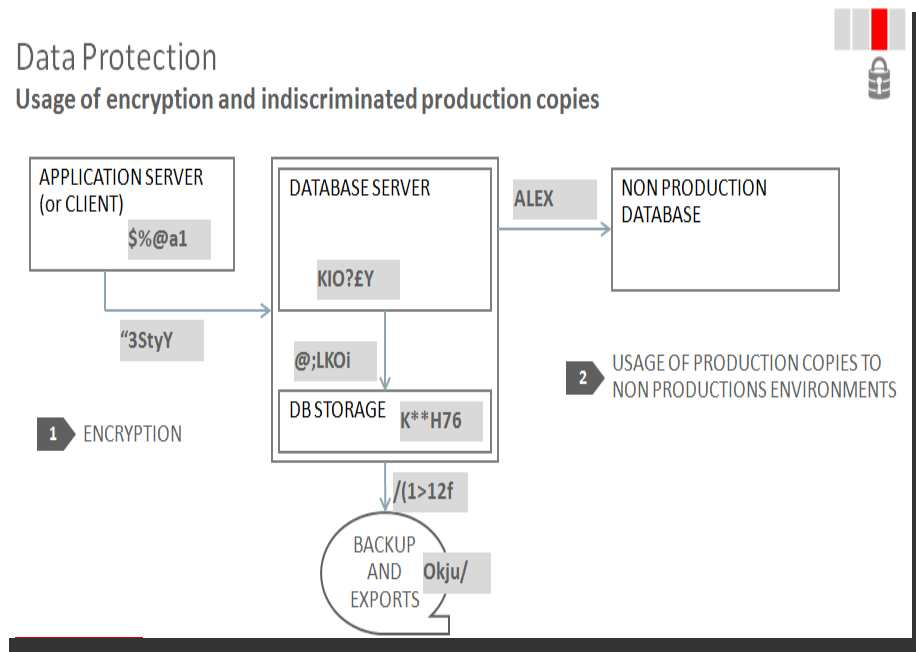 Data Protection
Usage of encryption and indiscriminated production copies
APPLICATION SERVER
(or CLIENT)
$%@a1
“3StyY
DATABASE SERVER
KIO?£Y
@;LKOi
DB STORAGE
K**H76
/(1>12f
BACKUP
AND
EXPORTS
Okju/
ALEX
NON PRODUCTION
DATABASE
1
ENCRYPTION
2
USAGE OF PRODUCTION COPIES TO
NON PRODUCTIONS ENVIRONMENTS